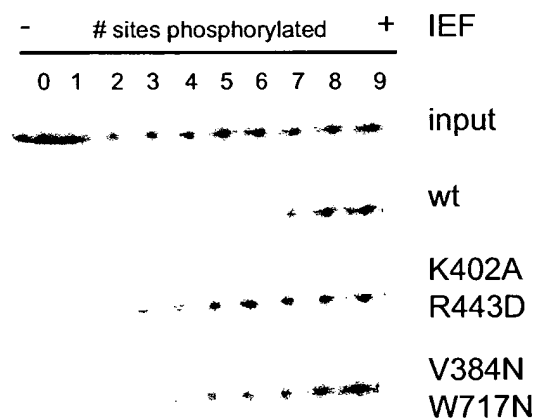 - # sites phosphorylated + IEF
0 1 2 3 4 5 6 7 8 9
input
wt
K402A
R443D
V384N
W717N